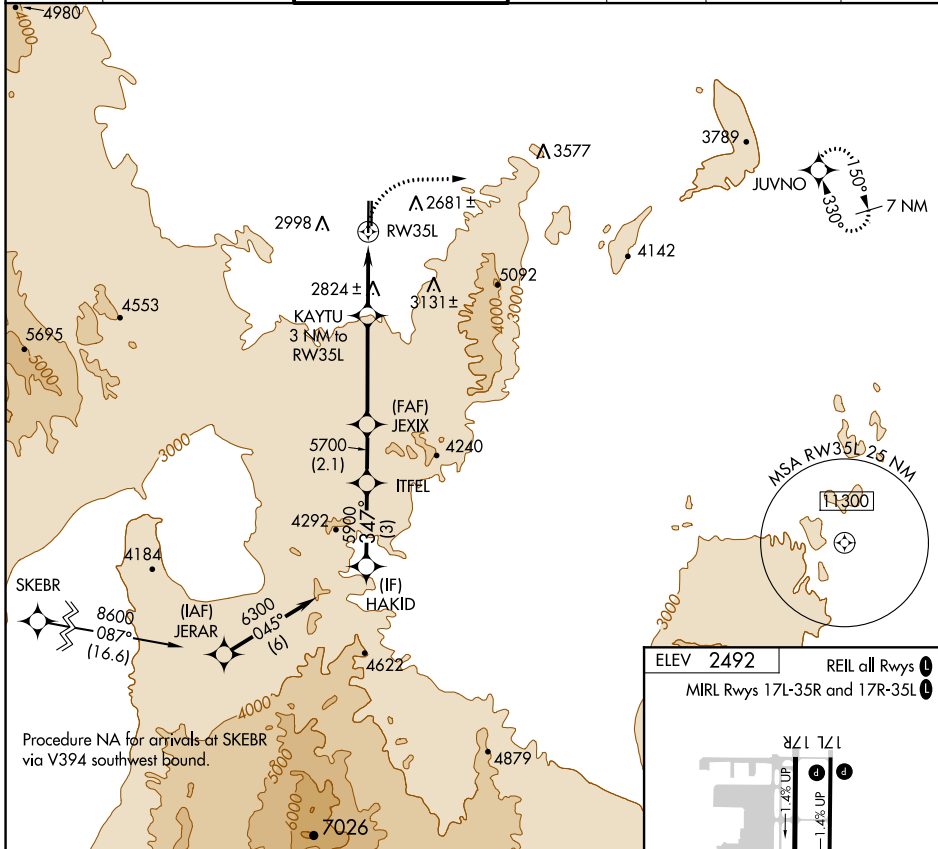 4980
4000
3789
3577
JUVNO
150°
330°
7 NM
2681±
2998
RW35L
4142
5092
4000
3000
2824 ±
3131±
KAYTU
3 NM to
RW35L
4553
5695
5000
(FAF)
JEXIX
5700
(2.1)
4240
ITFEL
3000
MSA RW35L 25 NM
11300
4292
5900
347°
(3)
4184
SKEBR
8600
087°
(16.6)
(IAF)
JERAR
6300
045°
(6)
(IF)
HAKID
3000
4622
4000
ELEV 2492
REIL all Rwys L
MIRL Rwys 17L-35R and 17R-35L L
Procedure NA for arrivals at SKEBR
via V394 southwest bound.
4879
5000
6000
7026
17R
17L
P
P
1.4% UP
1.4% UP